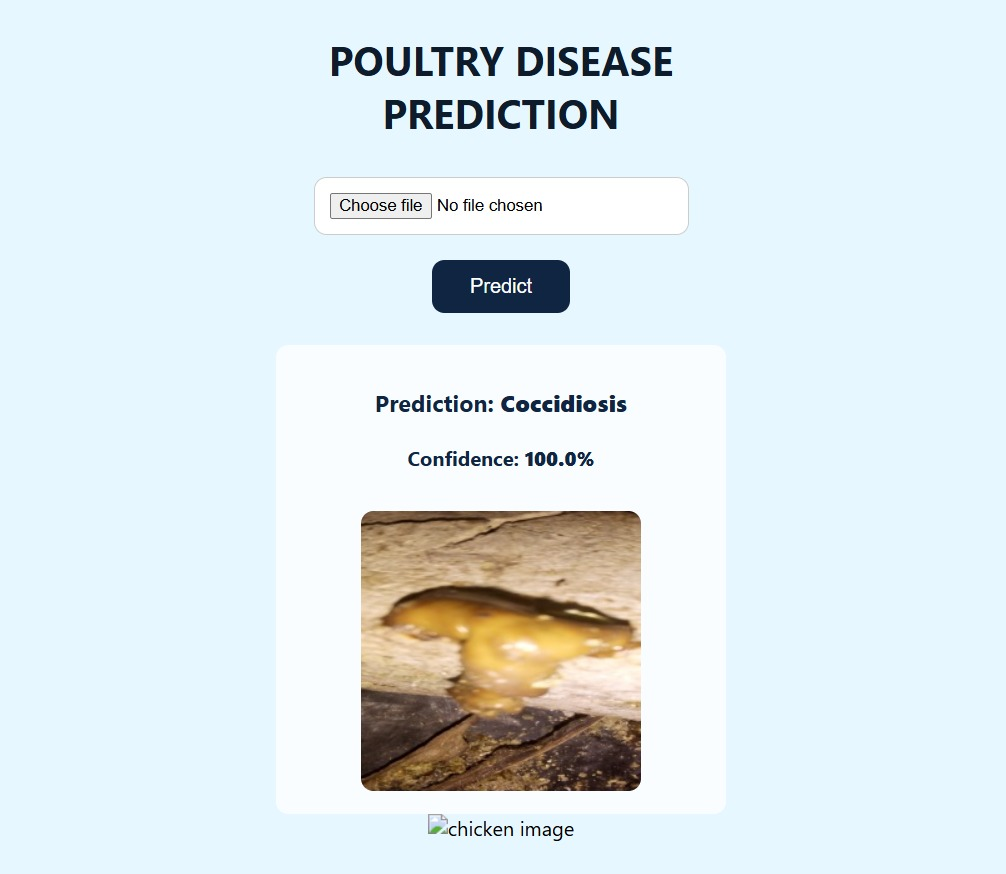 POULTRY DISEASE
PREDICTION
Choose file No file chosen
Predict
Prediction: Coccidiosis
Confidence: 100.0%
chicken image